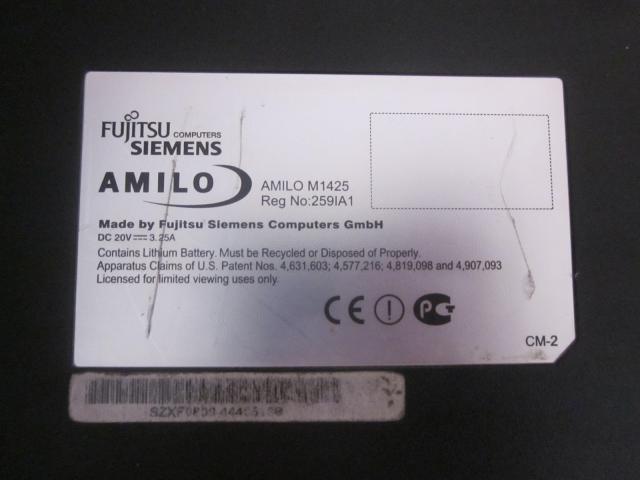 FUJITSU COMPUTERS
SIEMENS
AMILO
AMILO M1425
Reg No:259IA1
Made by Fujitsu Siemens Computers GmbH
DC 20V⎓3.25A
Contains Lithium Battery. Must be Recycled or Disposed of Properly.
Apparatus Claims of U.S. Patent Nos. 4,631,603; 4,577,216; 4,819,098 and 4,907,093
Licensed for limited viewing uses only.
CE
CM-2